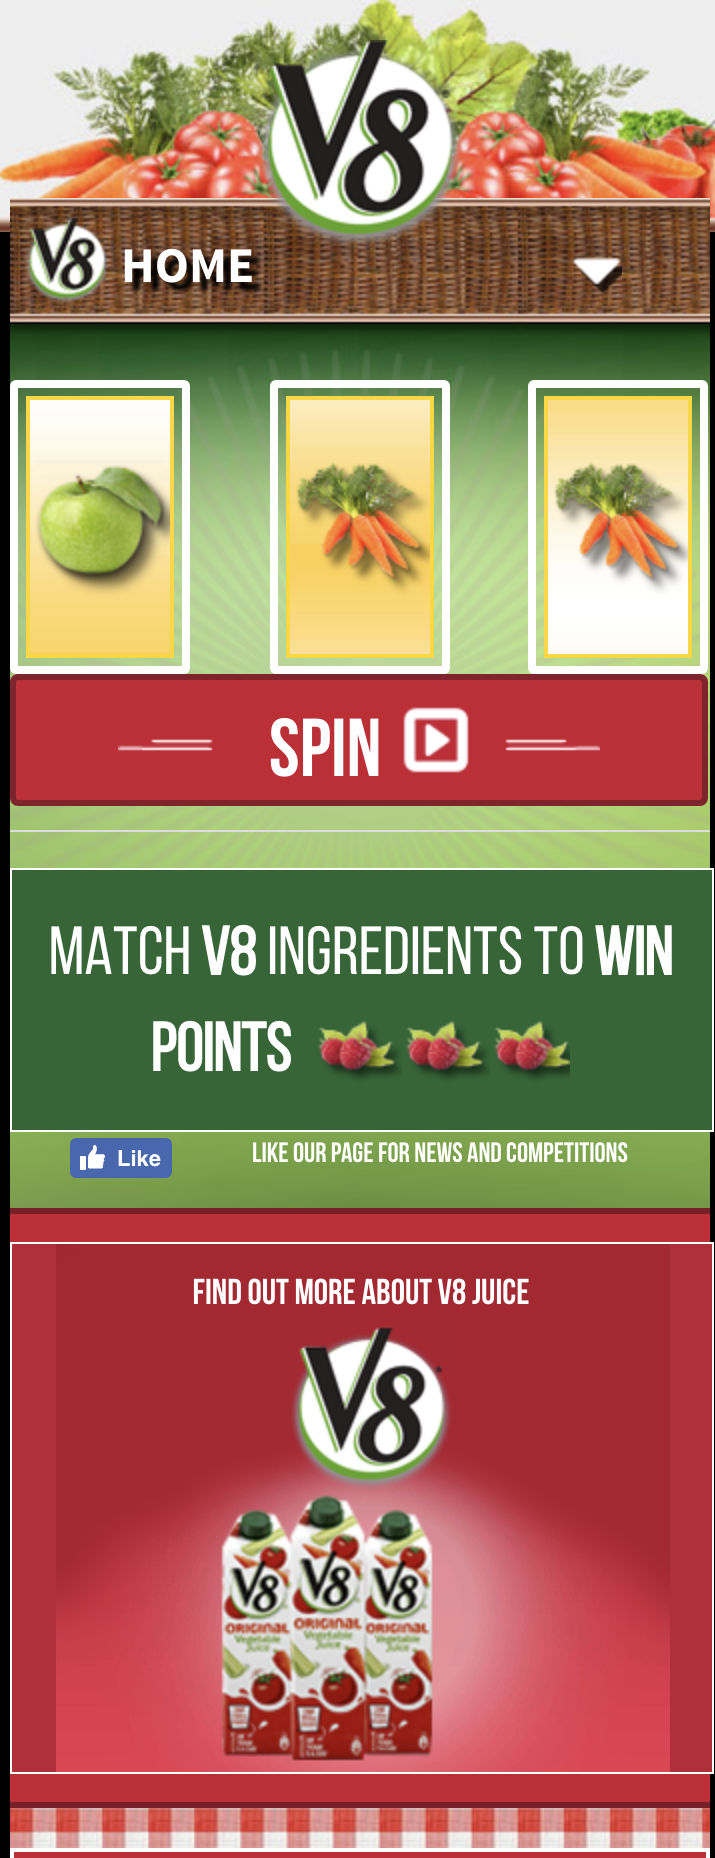 V8
V8 HOME
SPIN
MATCH V8 INGREDIENTS TO WIN
POINTS
Like
LIKE OUR PAGE FOR NEWS AND COMPETITIONS
FIND OUT MORE ABOUT V8 JUICE
V8
V8 V8 V8
ORIGINAL ORIGINAL ORIGINAL
Vegetable Vegetable Vegetable
Juice Juice Juice